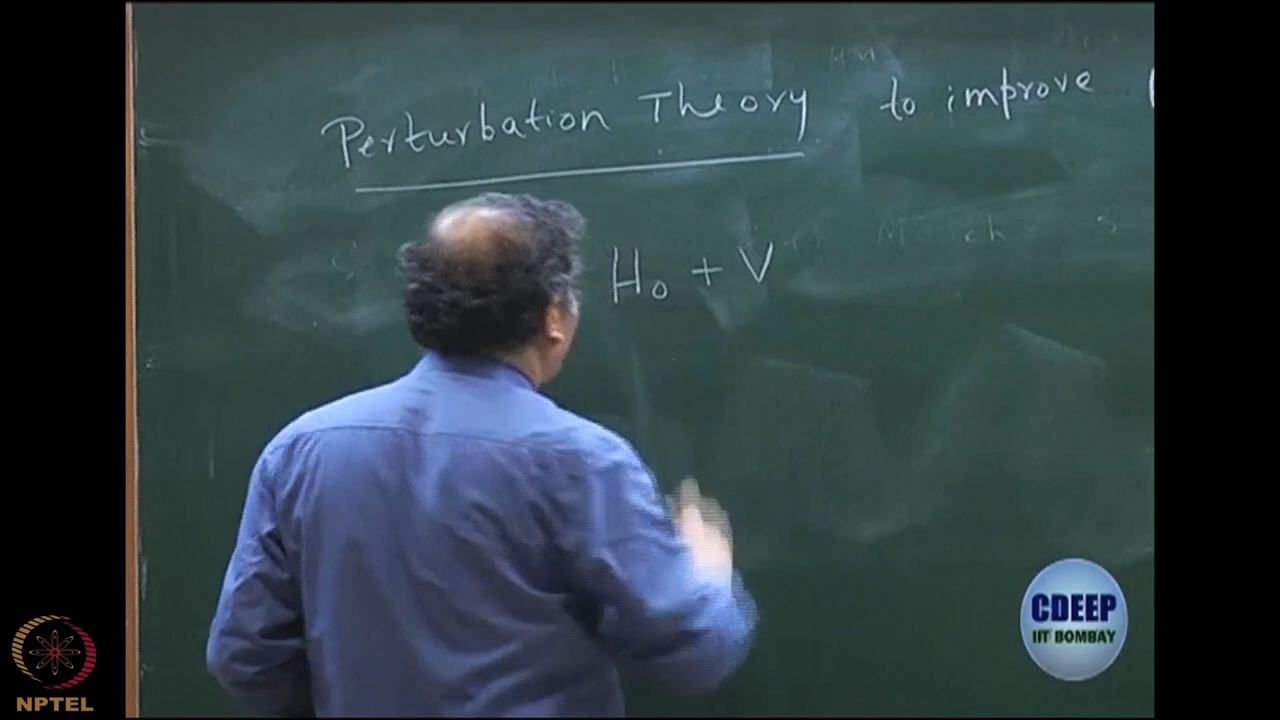 Perturbation Theory to improve
H₀ + V
CDEEP
IIT BOMBAY
NPTEL